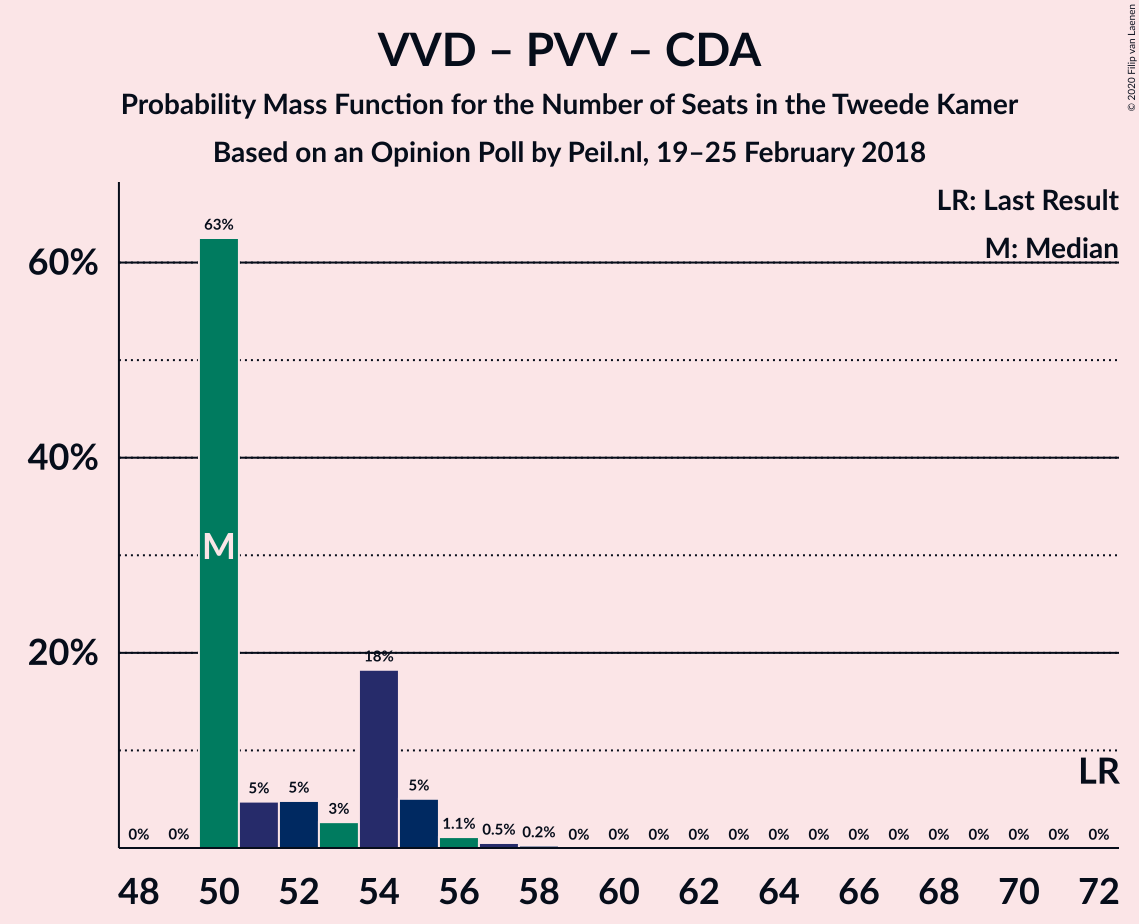 VVD – PVV – CDA
Probability Mass Function for the Number of Seats in the Tweede Kamer
Based on an Opinion Poll by Peil.nl, 19–25 February 2018
© 2020 Filip van Laenen
LR: Last Result
M: Median
60%
40%
20%
0% 0% 63% 5% 5% 3% 18% 5% 1.1% 0.5% 0.2% 0% 0% 0% 0% 0% 0% 0% 0% 0% 0% 0% 0% 0% 0%
M
LR
48 50 52 54 56 58 60 62 64 66 68 70 72